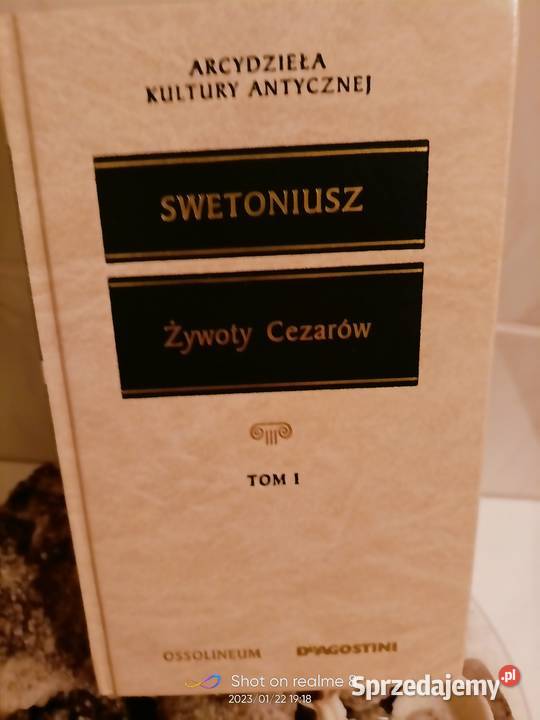 ARCYDZIEŁA
KULTURY ANTYCZNEJ
SWETONIUSZ
Żywoty Cezarów
TOM I
OSSOLINEUM DeAGOSTINI
Shot on realme 8
2023/01/22 19:18
Sprzedajemy.pl